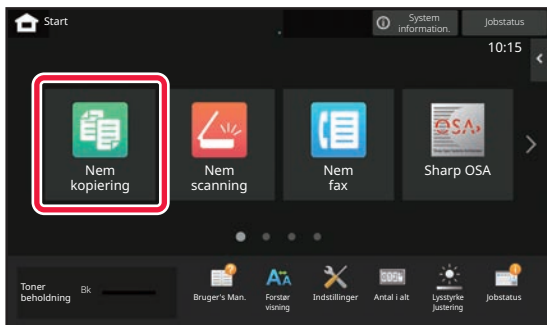 Start
System
information.
Jobstatus
10:15
Nem
kopiering
Nem
scanning
Nem
fax
OSA
Sharp OSA
Toner
beholdning
Bk
Bruger's Man.
Forstør
visning
Indstillinger
Antal i alt
Lysstyrke
Justering
Jobstatus